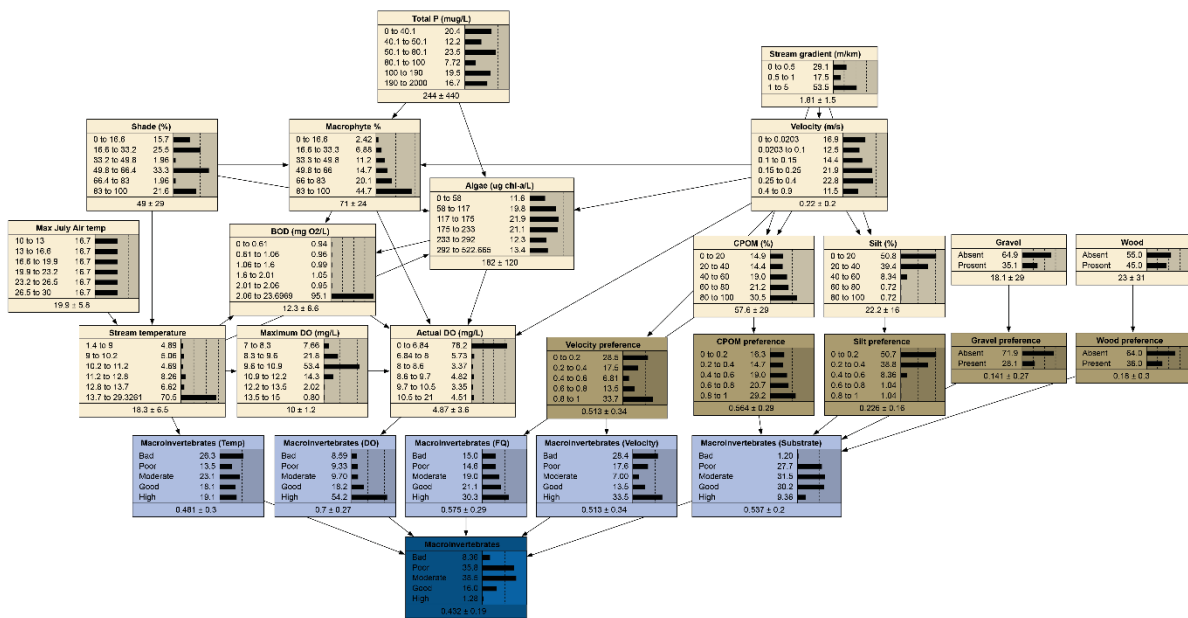 Total P (mug/L)
0 to 40.1 20.4
40.1 to 50.1 12.2
50.1 to 80.1 23.5
80.1 to 100 7.72
100 to 190 19.5
190 to 2000 16.7
244 ± 440
Stream gradient (m/km)
0 to 0.5 29.1
0.5 to 1 17.5
1 to 5 53.5
1.81 ± 1.5
Shade (%)
0 to 16.6 15.7
16.6 to 33.2 25.5
33.2 to 49.8 1.96
49.8 to 66.4 33.3
66.4 to 83 1.96
83 to 100 21.6
49 ± 29
Macrophyte %
0 to 16.6 2.42
16.6 to 33.3 6.88
33.3 to 49.8 11.2
49.8 to 66 14.7
66 to 83 20.1
83 to 100 44.7
71 ± 24
Velocity (m/s)
0 to 0.0203 16.9
0.0203 to 0.1 12.5
0.1 to 0.15 14.4
0.15 to 0.25 21.9
0.25 to 0.4 22.8
0.4 to 0.9 11.5
0.22 ± 0.2
Algae (ug chl-a/L)
0 to 58 11.6
58 to 117 19.8
117 to 175 21.9
175 to 233 21.1
233 to 292 12.3
292 to 522.665 13.4
182 ± 120
Max July Air temp
10 to 13 16.7
13 to 16.6 16.7
16.6 to 19.9 16.7
19.9 to 23.2 16.7
23.2 to 26.5 16.7
26.5 to 30 16.7
19.9 ± 5.8
BOD (mg O2/L)
0 to 0.61 0.94
0.61 to 1.06 0.96
1.06 to 1.6 0.99
1.6 to 2.01 1.05
2.01 to 2.06 0.95
2.06 to 23.6969 95.1
12.3 ± 6.6
CPOM (%)
0 to 20 14.9
20 to 40 14.4
40 to 60 19.0
60 to 80 21.2
80 to 100 30.5
57.6 ± 29
Silt (%)
0 to 20 50.8
20 to 40 39.4
40 to 60 8.34
60 to 80 0.72
80 to 100 0.72
22.2 ± 16
Gravel
Absent 64.9
Present 35.1
18.1 ± 29
Wood
Absent 55.0
Present 45.0
23 ± 31
Stream temperature
1.4 to 9 4.89
9 to 10.2 5.06
10.2 to 11.2 4.69
11.2 to 12.8 8.26
12.8 to 13.7 6.62
13.7 to 29.3261 70.5
18.3 ± 6.5
Maximum DO (mg/L)
7 to 8.3 7.66
8.3 to 9.6 21.8
9.6 to 10.9 53.4
10.9 to 12.2 14.3
12.2 to 13.5 2.02
13.5 to 15 0.80
10 ± 1.2
Actual DO (mg/L)
0 to 6.84 78.2
6.84 to 8 5.73
8 to 8.6 3.37
8.6 to 9.7 4.82
9.7 to 10.5 3.35
10.5 to 21 4.51
4.87 ± 3.6
Velocity preference
0 to 0.2 28.5
0.2 to 0.4 17.5
0.4 to 0.6 6.81
0.6 to 0.8 13.5
0.8 to 1 33.7
0.513 ± 0.34
CPOM preference
0 to 0.2 16.3
0.2 to 0.4 14.7
0.4 to 0.6 19.0
0.6 to 0.8 20.7
0.8 to 1 29.2
0.564 ± 0.29
Silt preference
0 to 0.2 50.7
0.2 to 0.4 38.8
0.4 to 0.6 8.36
0.6 to 0.8 1.04
0.8 to 1 1.04
0.226 ± 0.16
Gravel preference
Absent 71.9
Present 28.1
0.141 ± 0.27
Wood preference
Absent 64.0
Present 36.0
0.18 ± 0.3
Macroinvertebrates (Temp)
Bad 26.3
Poor 13.5
Moderate 23.1
Good 18.1
High 19.1
0.481 ± 0.3
Macroinvertebrates (DO)
Bad 8.59
Poor 9.33
Moderate 9.70
Good 18.2
High 54.2
0.7 ± 0.27
Macroinvertebrates (FQ)
Bad 15.0
Poor 14.6
Moderate 19.0
Good 21.1
High 30.3
0.575 ± 0.29
Macroinvertebrates (Velocity)
Bad 28.4
Poor 17.6
Moderate 7.00
Good 13.5
High 33.5
0.513 ± 0.34
Macroinvertebrates (Substrate)
Bad 1.20
Poor 27.7
Moderate 31.5
Good 30.2
High 9.36
0.537 ± 0.2
Macroinvertebrates
Bad 8.36
Poor 35.8
Moderate 38.6
Good 16.0
High 1.26
0.432 ± 0.19